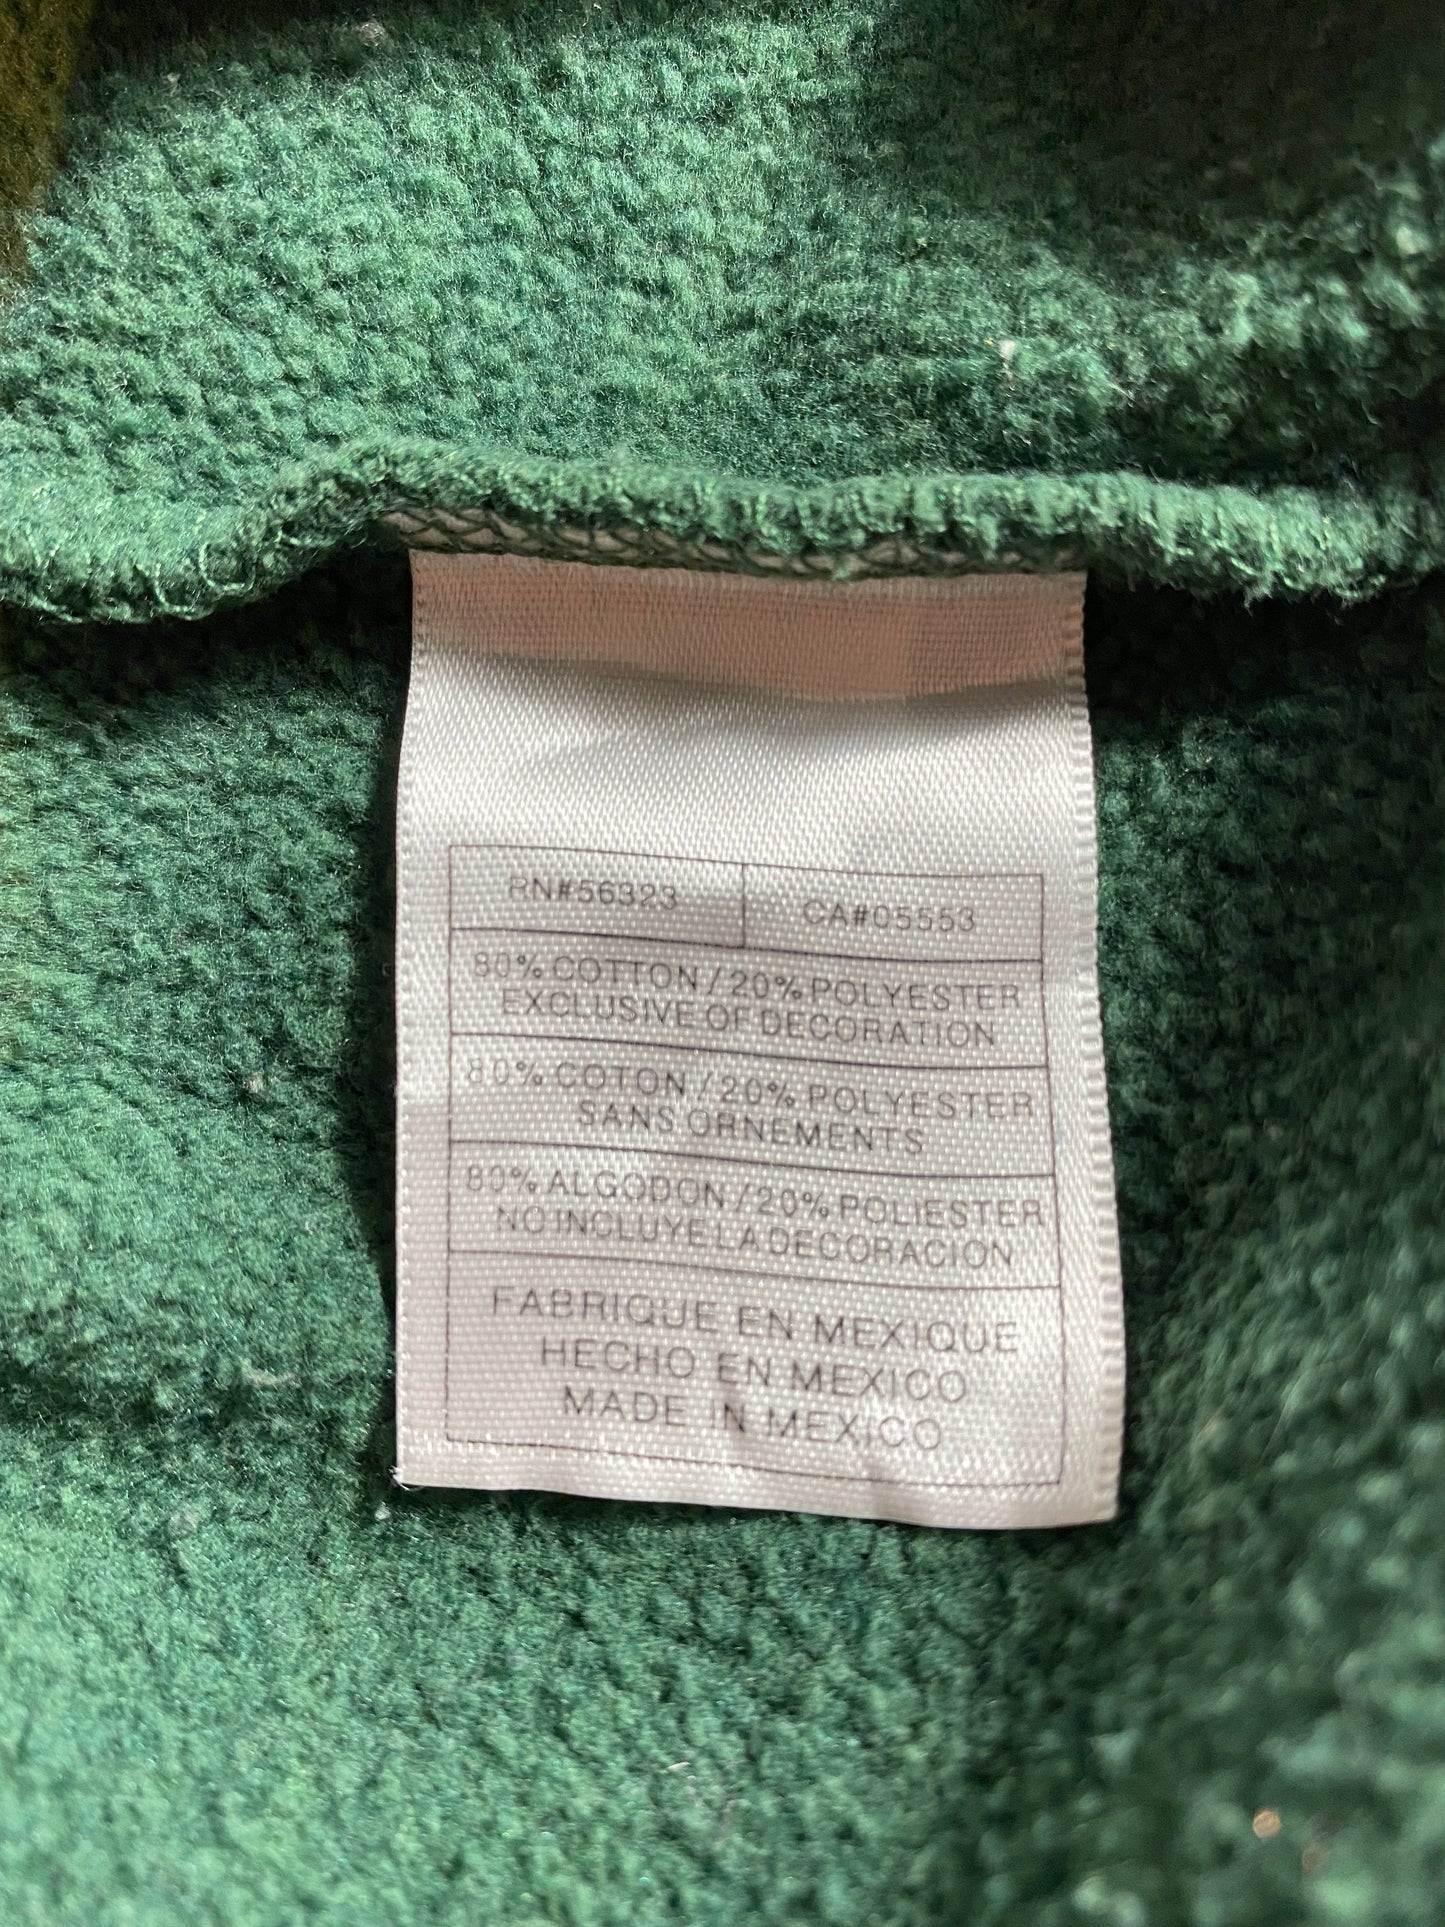 RN#56323 CA#05553
80% COTTON/20% POLYESTER
EXCLUSIVE OF DECORATION
80% COTON/20% POLYESTER
SANS ORNEMENTS
80% ALGODON/20% POLIESTER
NO INCLUYE LA DECORACION
FABRIQUE EN MEXIQUE
HECHO EN MEXICO
MADE IN MEXICO